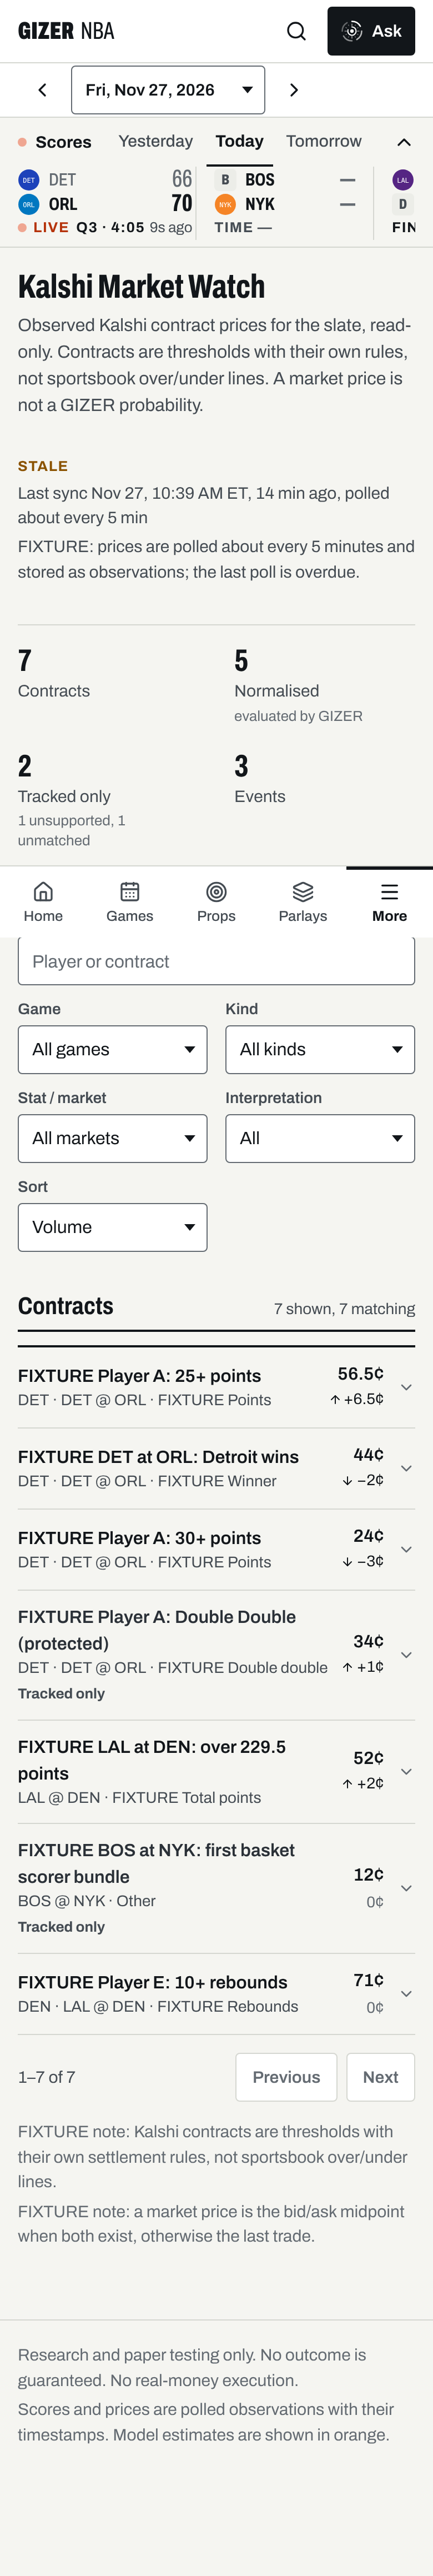 GIZER NBA
Ask
Fri, Nov 27, 2026
Scores Yesterday Today Tomorrow
DET DET 66
ORL ORL 70
LIVE Q3 · 4:05 9s ago
B BOS —
NYK NYK —
TIME —
LAL
D
FIN
Kalshi Market Watch
Observed Kalshi contract prices for the slate, read-
only. Contracts are thresholds with their own rules,
not sportsbook over/under lines. A market price is
not a GIZER probability.
STALE
Last sync Nov 27, 10:39 AM ET, 14 min ago, polled
about every 5 min
FIXTURE: prices are polled about every 5 minutes and
stored as observations; the last poll is overdue.
7
Contracts
5
Normalised
evaluated by GIZER
2
Tracked only
1 unsupported, 1
unmatched
3
Events
Home Games Props Parlays More
Player or contract
Game Kind
All games All kinds
Stat / market Interpretation
All markets All
Sort
Volume
Contracts 7 shown, 7 matching
FIXTURE Player A: 25+ points 56.5¢
DET · DET @ ORL · FIXTURE Points ↑ +6.5¢
FIXTURE DET at ORL: Detroit wins 44¢
DET · DET @ ORL · FIXTURE Winner ↓ −2¢
FIXTURE Player A: 30+ points 24¢
DET · DET @ ORL · FIXTURE Points ↓ −3¢
FIXTURE Player A: Double Double
(protected) 34¢
DET · DET @ ORL · FIXTURE Double double ↑ +1¢
Tracked only
FIXTURE LAL at DEN: over 229.5
points 52¢
LAL @ DEN · FIXTURE Total points ↑ +2¢
FIXTURE BOS at NYK: first basket
scorer bundle 12¢
BOS @ NYK · Other 0¢
Tracked only
FIXTURE Player E: 10+ rebounds 71¢
DEN · LAL @ DEN · FIXTURE Rebounds 0¢
1–7 of 7 Previous Next
FIXTURE note: Kalshi contracts are thresholds with
their own settlement rules, not sportsbook over/under
lines.
FIXTURE note: a market price is the bid/ask midpoint
when both exist, otherwise the last trade.
Research and paper testing only. No outcome is
guaranteed. No real-money execution.
Scores and prices are polled observations with their
timestamps. Model estimates are shown in orange.